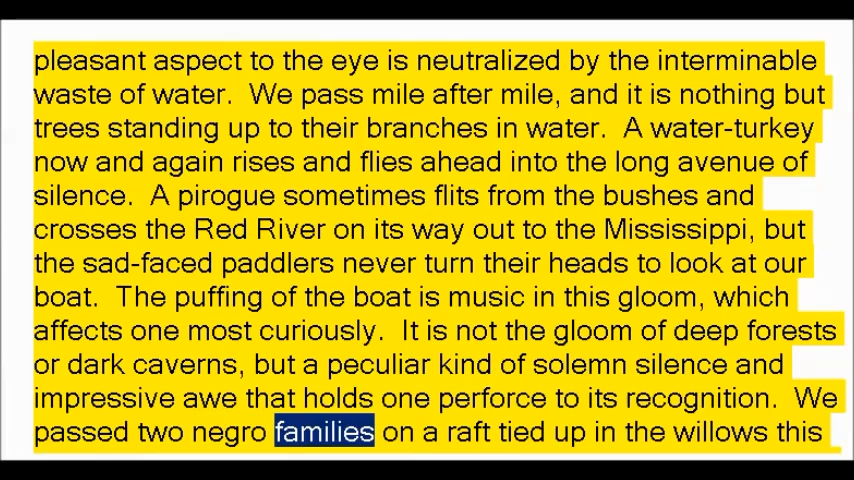 pleasant aspect to the eye is neutralized by the interminable
waste of water.  We pass mile after mile, and it is nothing but
trees standing up to their branches in water.  A water-turkey
now and again rises and flies ahead into the long avenue of
silence.  A pirogue sometimes flits from the bushes and
crosses the Red River on its way out to the Mississippi, but
the sad-faced paddlers never turn their heads to look at our
boat.  The puffing of the boat is music in this gloom, which
affects one most curiously.  It is not the gloom of deep forests
or dark caverns, but a peculiar kind of solemn silence and
impressive awe that holds one perforce to its recognition.  We
passed two negro families on a raft tied up in the willows this